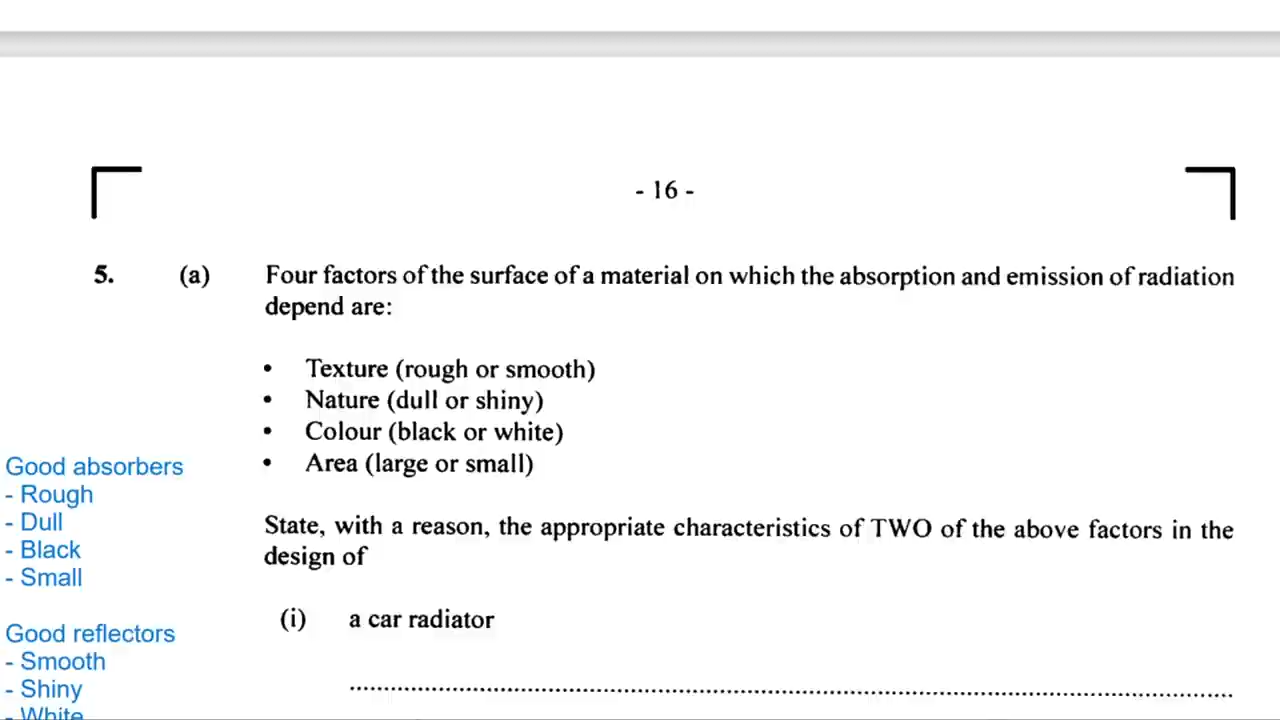 - 16 -
5. (a) Four factors of the surface of a material on which the absorption and emission of radiation
depend are:
• Texture (rough or smooth)
• Nature (dull or shiny)
• Colour (black or white)
• Area (large or small)
Good absorbers
- Rough
- Dull
- Black
- Small
State, with a reason, the appropriate characteristics of TWO of the above factors in the
design of
(i) a car radiator
Good reflectors
- Smooth
- Shiny
- White